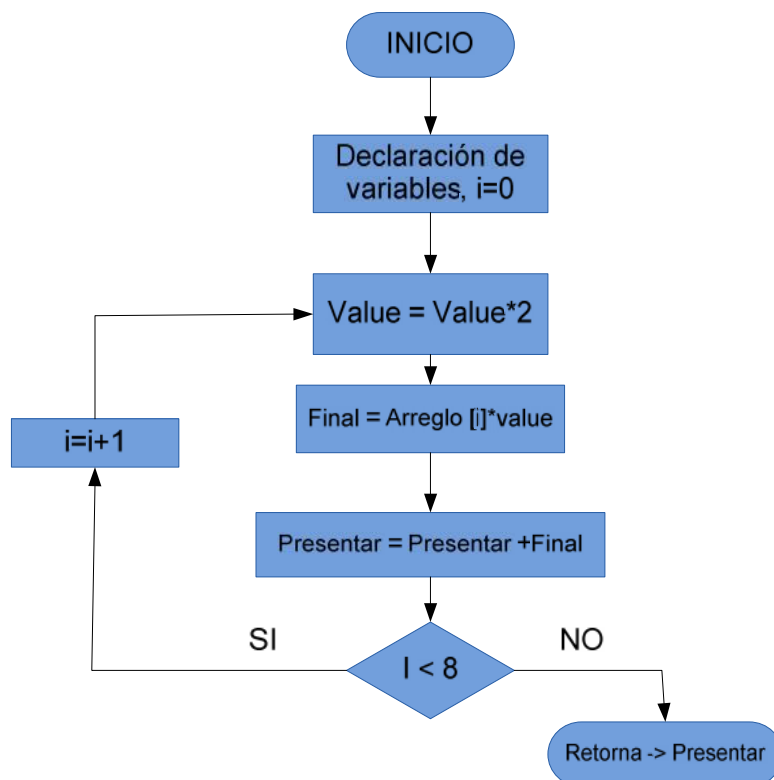 INICIO
Declaración de
variables, i=0
Value = Value*2
Final = Arreglo [i]*value
i=i+1
Presentar = Presentar +Final
SI
NO
I < 8
Retorna -> Presentar